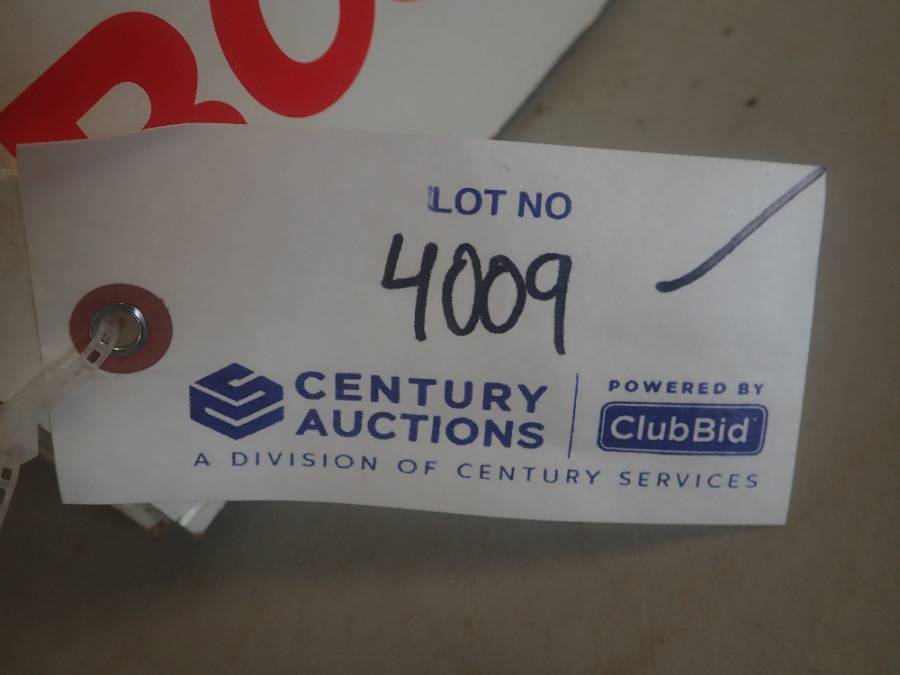 LOT NO
4009
CENTURY
AUCTIONS
A DIVISION OF CENTURY SERVICES
POWERED BY
ClubBid